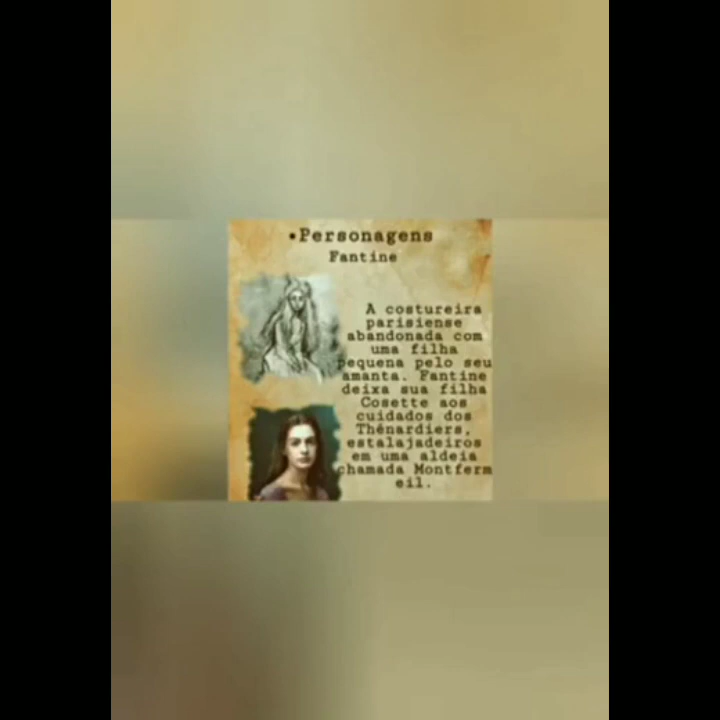 •Personagens
Fantine
A costureira
parisiense
abandonada com
uma filha
pequena pelo seu
amanta. Fantine
deixa sua filha
Cosette aos
cuidados dos
Thénardiers,
estalajadeiros
em uma aldeia
chamada Montferm
eil.